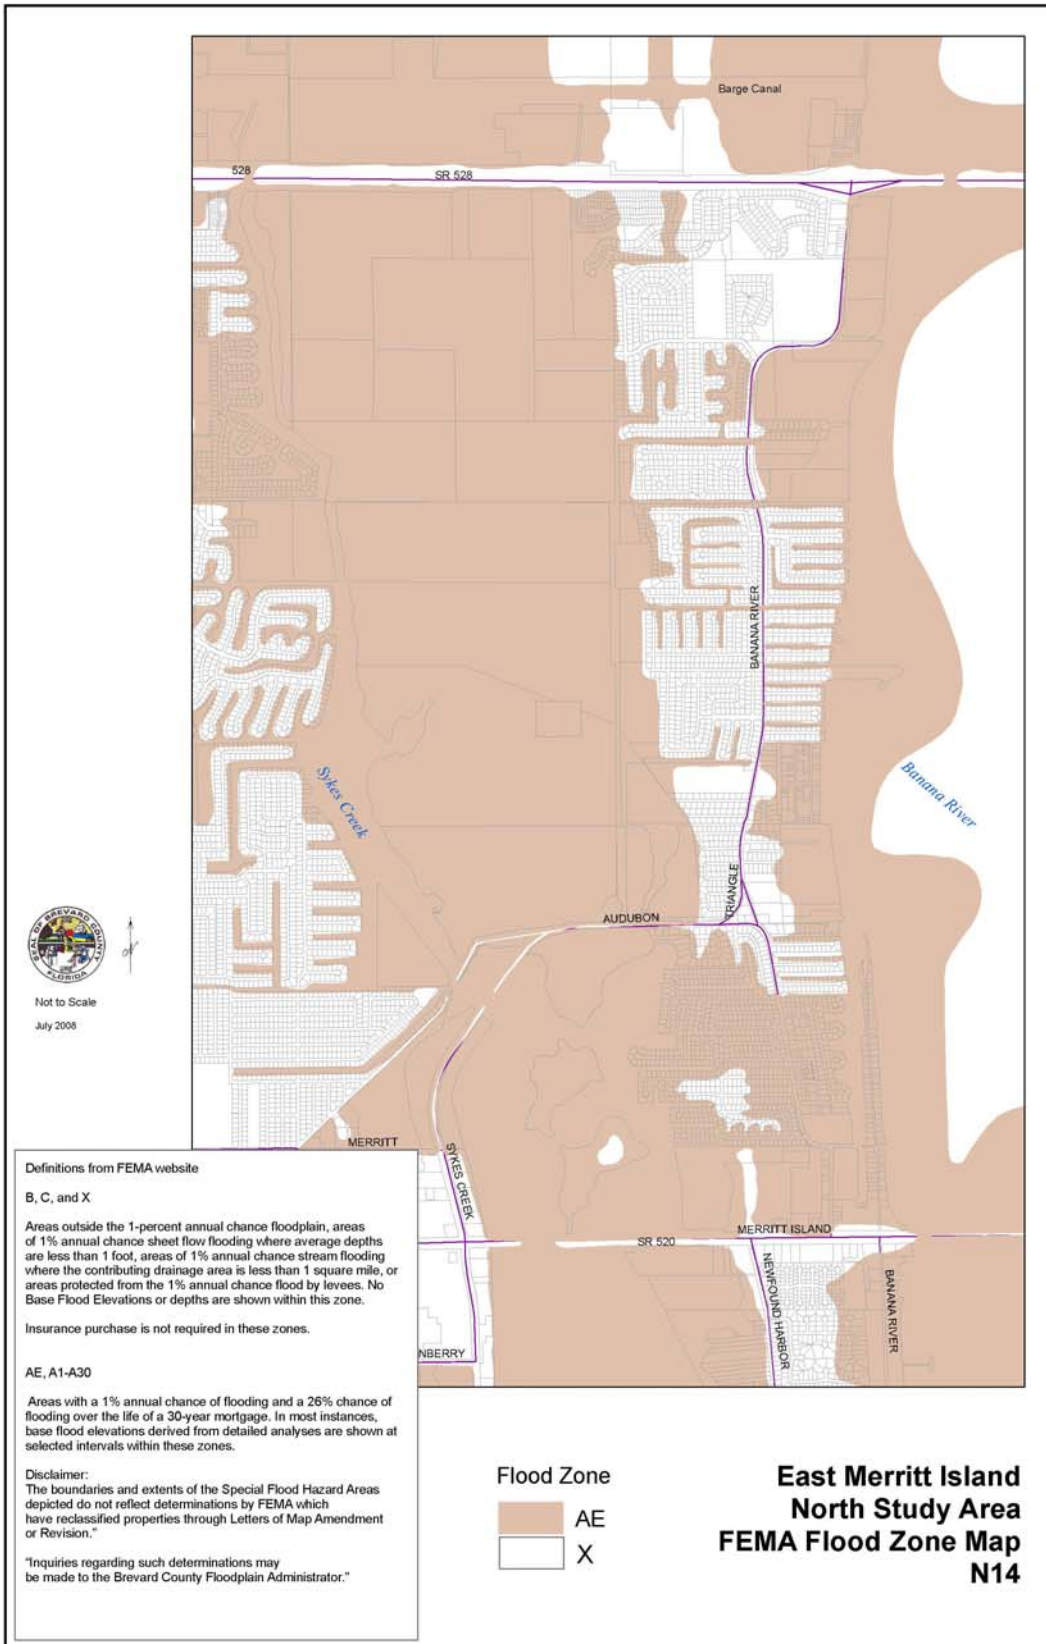 Barge Canal
528
SR 528
BANANA RIVER
Sykes Creek
Banana River
TRIANGLE
AUDUBON
SEAL OF BREVARD COUNTY
FLORIDA
Not to Scale
July 2008
MERRITT
SYKES CREEK
MERRITT ISLAND
SR 520
NEWFOUND HARBOR
BANANA RIVER
NBERRY
Definitions from FEMA website
B, C, and X
Areas outside the 1-percent annual chance floodplain, areas
of 1% annual chance sheet flow flooding where average depths
are less than 1 foot, areas of 1% annual chance stream flooding
where the contributing drainage area is less than 1 square mile, or
areas protected from the 1% annual chance flood by levees. No
Base Flood Elevations or depths are shown within this zone.
Insurance purchase is not required in these zones.
AE, A1-A30
Areas with a 1% annual chance of flooding and a 26% chance of
flooding over the life of a 30-year mortgage. In most instances,
base flood elevations derived from detailed analyses are shown at
selected intervals within these zones.
Disclaimer:
The boundaries and extents of the Special Flood Hazard Areas
depicted do not reflect determinations by FEMA which
have reclassified properties through Letters of Map Amendment
or Revision."
"Inquiries regarding such determinations may
be made to the Brevard County Floodplain Administrator."
Flood Zone
AE
X
East Merritt Island
North Study Area
FEMA Flood Zone Map
N14